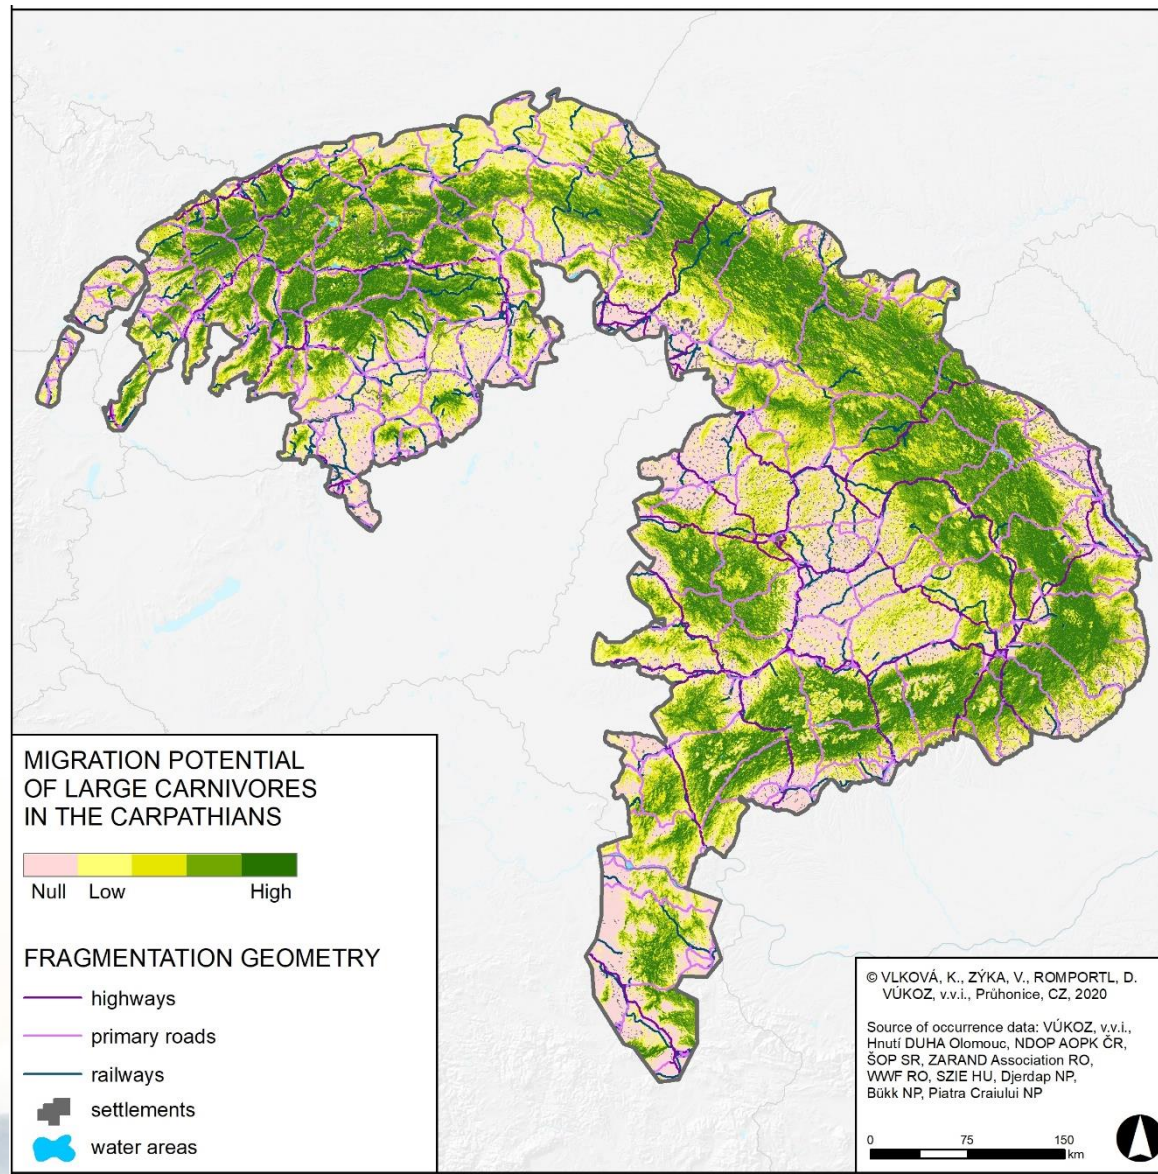 MIGRATION POTENTIAL
OF LARGE CARNIVORES
IN THE CARPATHIANS
Null Low High
FRAGMENTATION GEOMETRY
highways
primary roads
railways
settlements
water areas
© VLKOVÁ, K., ZÝKA, V., ROMPORTL, D.
VÚKOZ, v.v.i., Průhonice, CZ, 2020
Source of occurrence data: VÚKOZ, v.v.i.,
Hnutí DUHA Olomouc, NDOP AOPK ČR,
ŠOP SR, ZARAND Association RO,
WWF RO, SZIE HU, Djerdap NP,
Bükk NP, Piatra Craiului NP
0 75 150
km